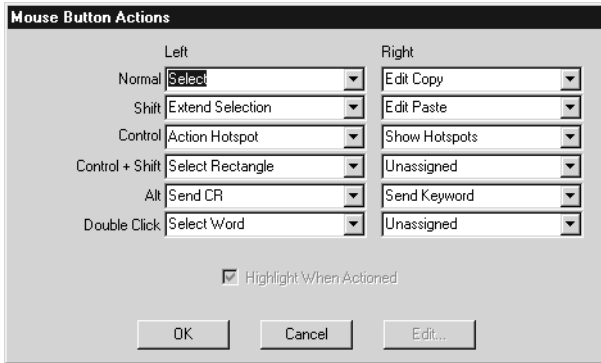 Mouse Button Actions
Left Right
Normal Select Edit Copy
Shift Extend Selection Edit Paste
Control Action Hotspot Show Hotspots
Control + Shift Select Rectangle Unassigned
Alt Send CR Send Keyword
Double Click Select Word Unassigned
Highlight When Actioned
OK Cancel Edit...